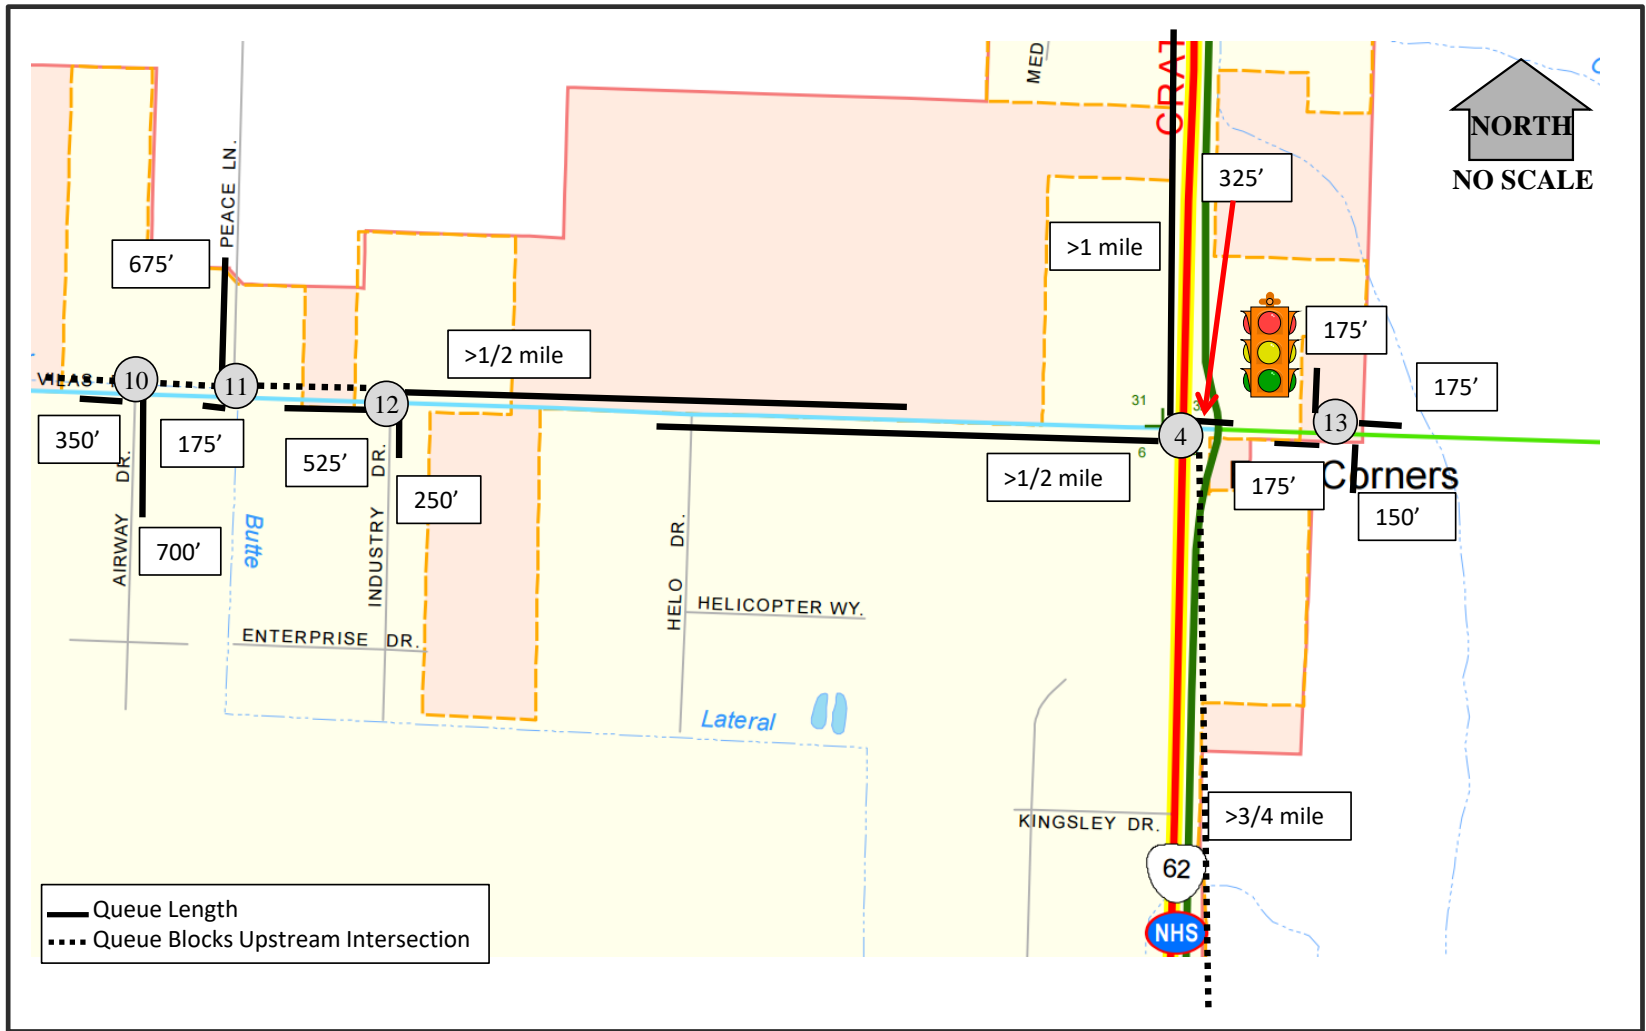 MED
CRAT
NORTH
NO SCALE
PEACE LN.
325’
>1 mile
675’
175’
>1/2 mile
175’
VILAS
10
11
12
31
3
4
13
6
350’
175’
525’
>1/2 mile
175’
Corners
250’
150’
700’
AIRWAY DR.
Butte
INDUSTRY DR.
HELO DR.
HELICOPTER WY.
ENTERPRISE DR.
Lateral
KINGSLEY DR.
>3/4 mile
62
NHS
Queue Length
Queue Blocks Upstream Intersection